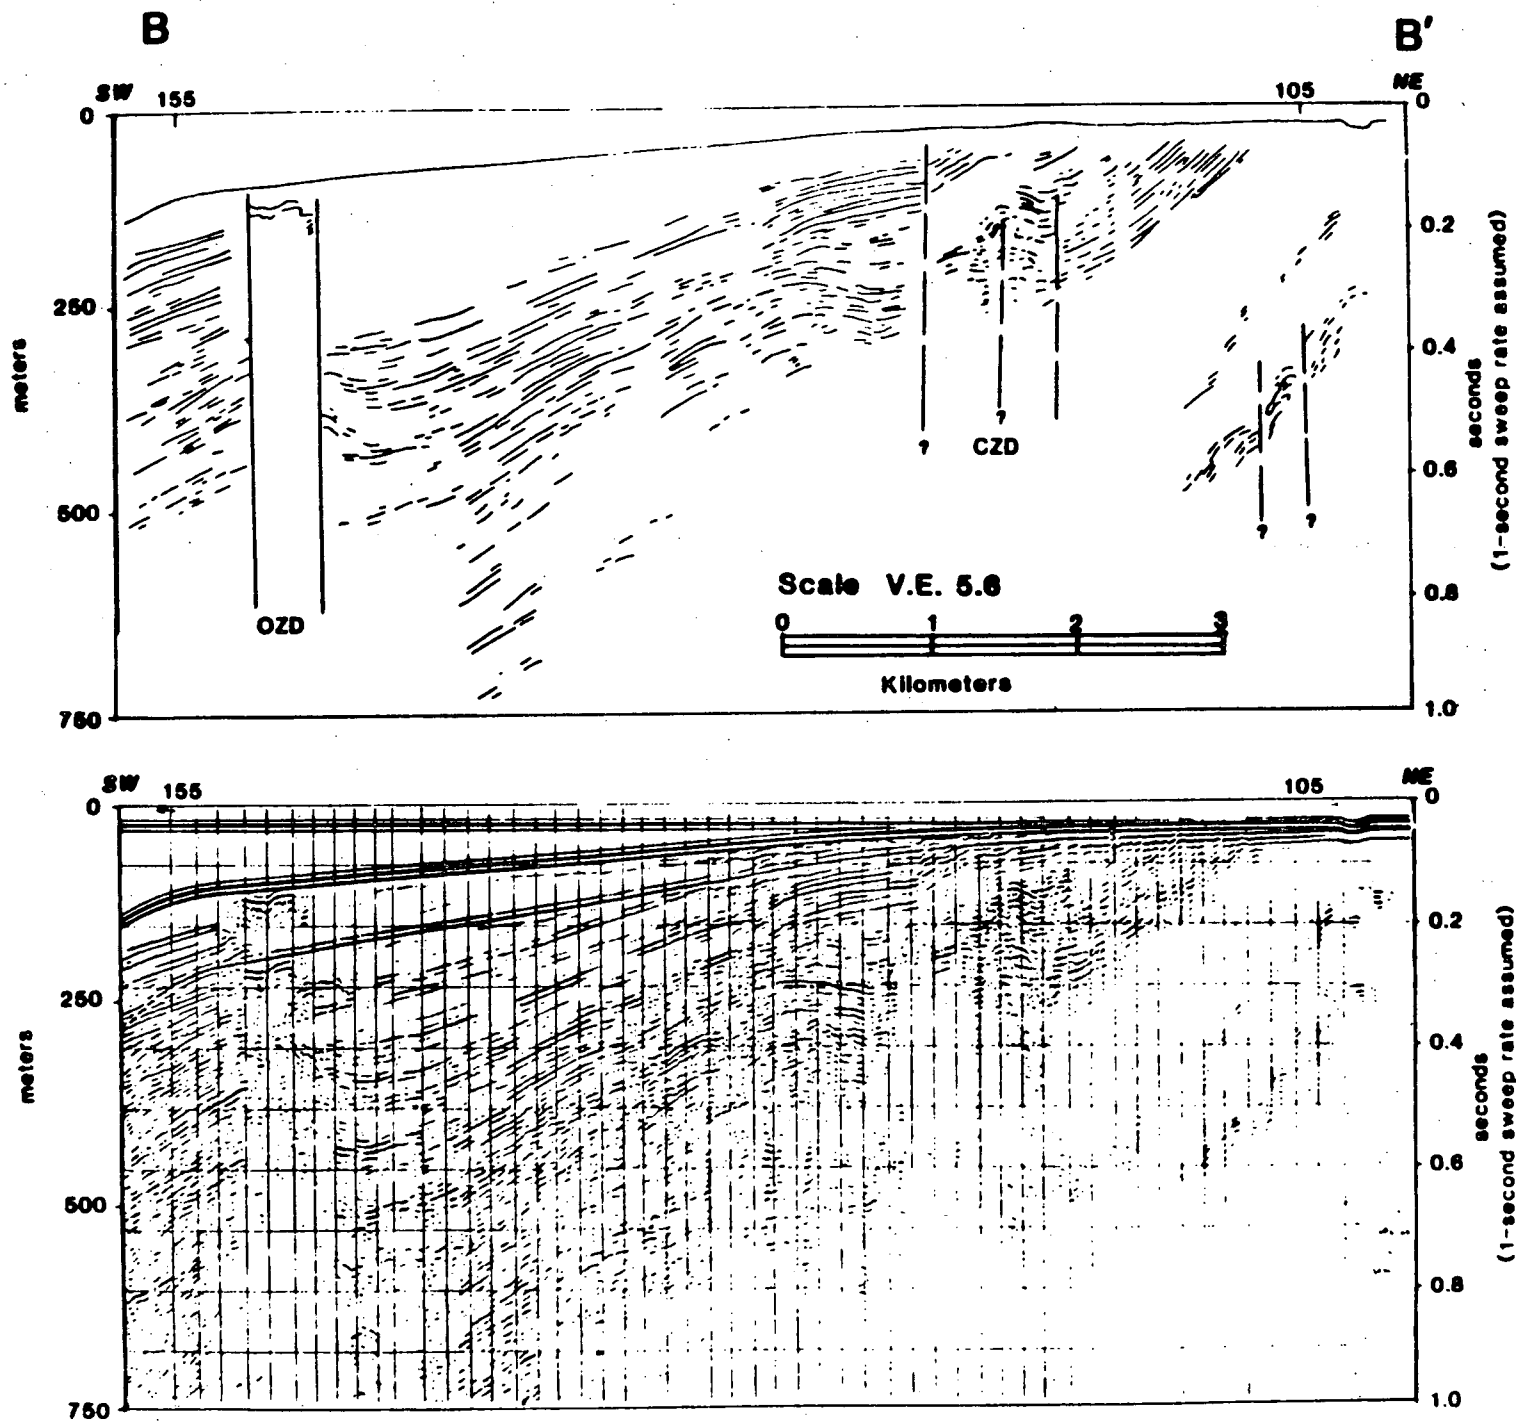 B B'
SW 155 105 NE
0 0
0.2
250
0.4
meters
seconds
(1-second sweep rate assumed)
? CZD
?
0.6
500
? ?
Scale V.E. 5.6
0.8
0 1 2 3
OZD
Kilometers
750 1.0
SW 155 105 NE
0 0
0.2
250
0.4
meters
seconds
(1-second sweep rate assumed)
0.6
500
0.8
750 1.0